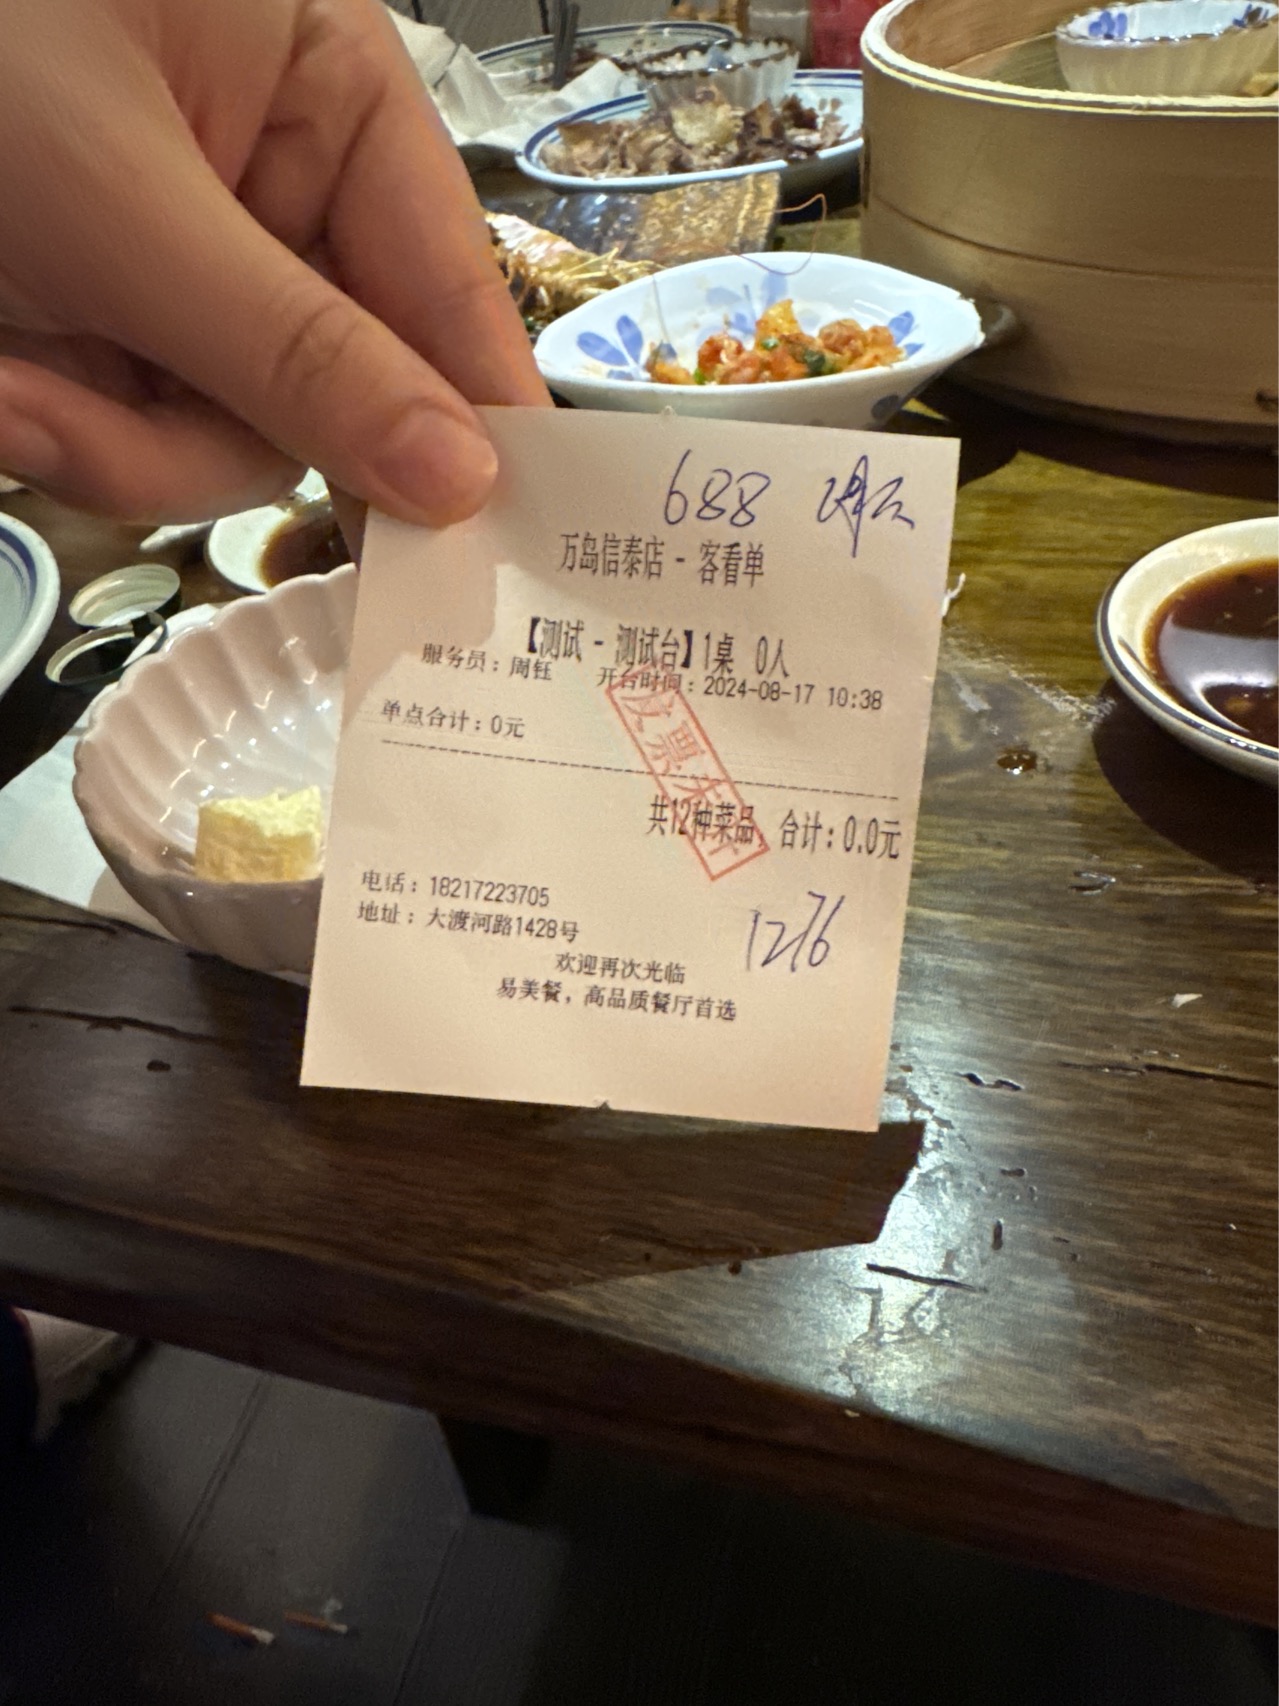 688
万岛信泰店 - 客看单
【测试 - 测试台】1桌 0人
服务员：周钰 开台时间：2024-08-17 10:38
单点合计：0元
发票未开
共12种菜品，合计：0.0元
电话：18217223705
地址：大渡河路1428号
1276
欢迎再次光临
易美餐，高品质餐厅首选